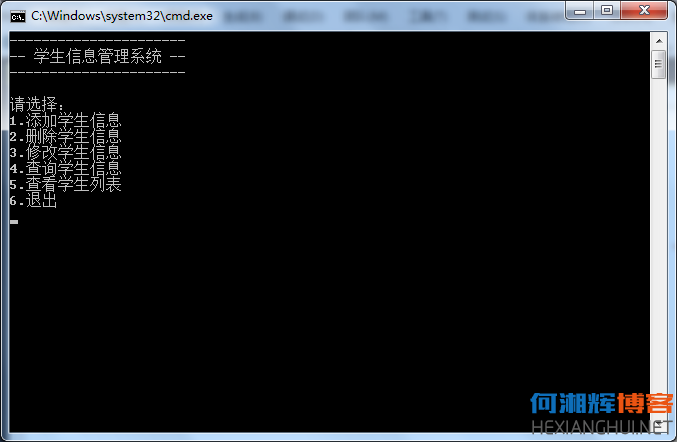 C:\Windows\system32\cmd.exe
----------------------
-- 学生信息管理系统 --
----------------------
请选择：
1.添加学生信息
2.删除学生信息
3.修改学生信息
4.查询学生信息
5.查看学生列表
6.退出
何湘辉博客
HEXIANGHUI.NET